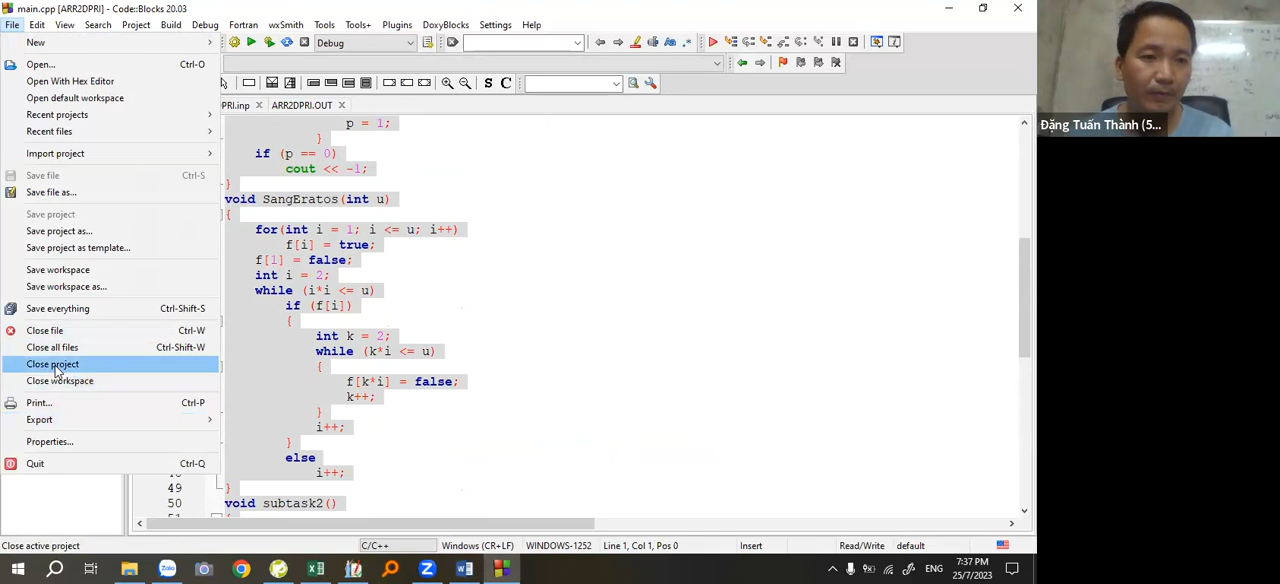 main.cpp [ARR2DPRI] - Code::Blocks 20.03
File Edit View Search Project Build Debug Fortran wxSmith Tools Tools+ Plugins DoxyBlocks Settings Help
New
Open... Ctrl-O
Open With Hex Editor
Open default workspace
Recent projects
Recent files
Import project
Save file Ctrl-S
Save file as...
Save project
Save project as...
Save project as template...
Save workspace
Save workspace as...
Save everything Ctrl-Shift-S
Close file Ctrl-W
Close all files Ctrl-Shift-W
Close project
Close workspace
Print... Ctrl-P
Export
Properties...
Quit Ctrl-Q
Debug
S C
PRI.inp ARR2DPRI.OUT
p = 1;
}
if (p == 0)
cout << -1;
}
void SangEratos(int u)
{
for(int i = 1; i <= u; i++)
f[i] = true;
f[1] = false;
int i = 2;
while (i*i <= u)
if (f[i])
{
int k = 2;
while (k*i <= u)
{
f[k*i] = false;
k++;
}
i++;
}
else
i++;
49 }
50 void subtask2()
{
Close active project C/C++ Windows (CR+LF) WINDOWS-1252 Line 1, Col 1, Pos 0 Insert Read/Write default
Zalo ENG 7:37 PM
25/7/2023
Đặng Tuấn Thành (5...